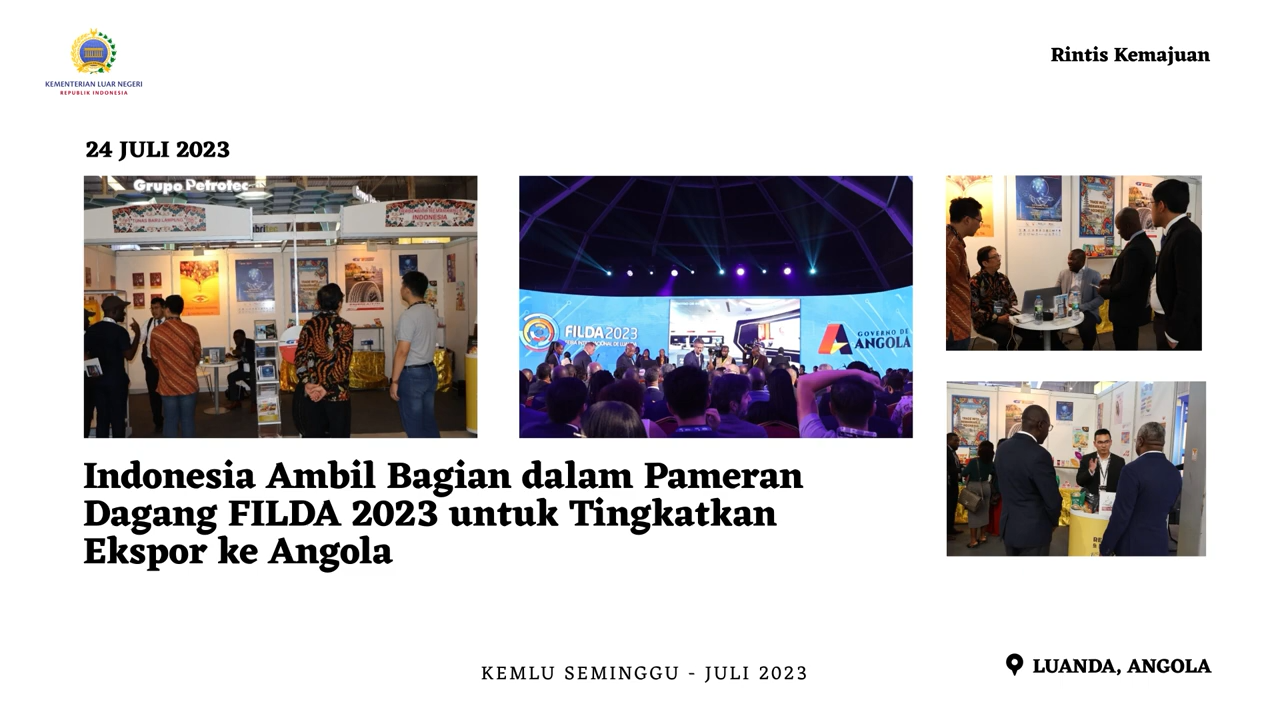 KEMENTERIAN LUAR NEGERI
REPUBLIK INDONESIA
Rintis Kemajuan
24 JULI 2023
Grupo Petrotec
INDONESIA
FILDA 2023
GOVERNO DE
ANGOLA
Indonesia Ambil Bagian dalam Pameran
Dagang FILDA 2023 untuk Tingkatkan
Ekspor ke Angola
KEMLU SEMINGGU - JULI 2023
LUANDA, ANGOLA